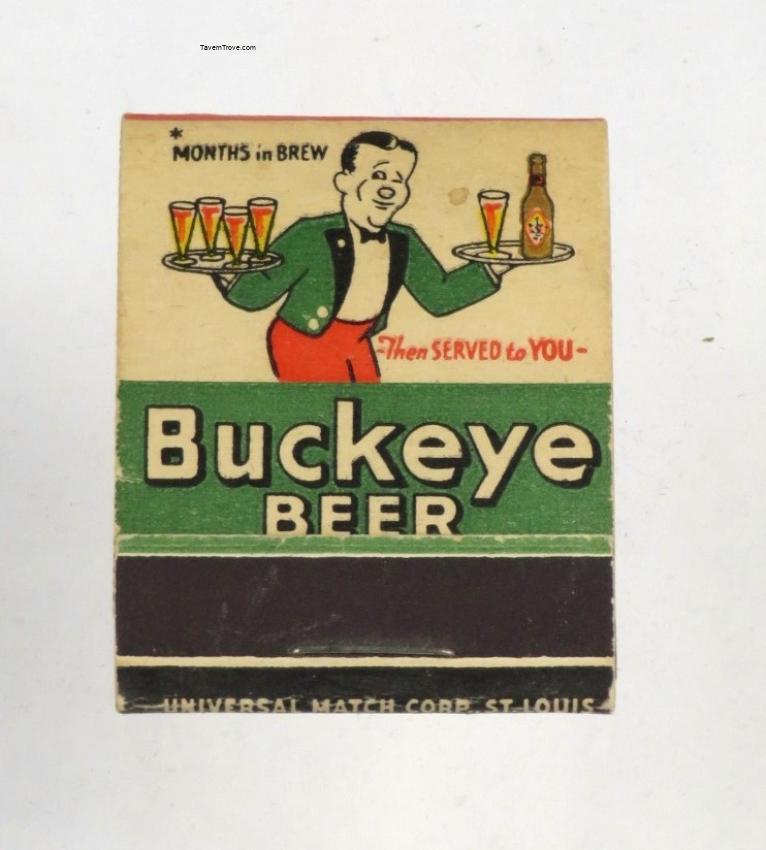 TavernTrove.com
*MONTHS in BREW
-Then SERVED to YOU-
Buckeye
BEER
UNIVERSAL MATCH CORP. ST. LOUIS